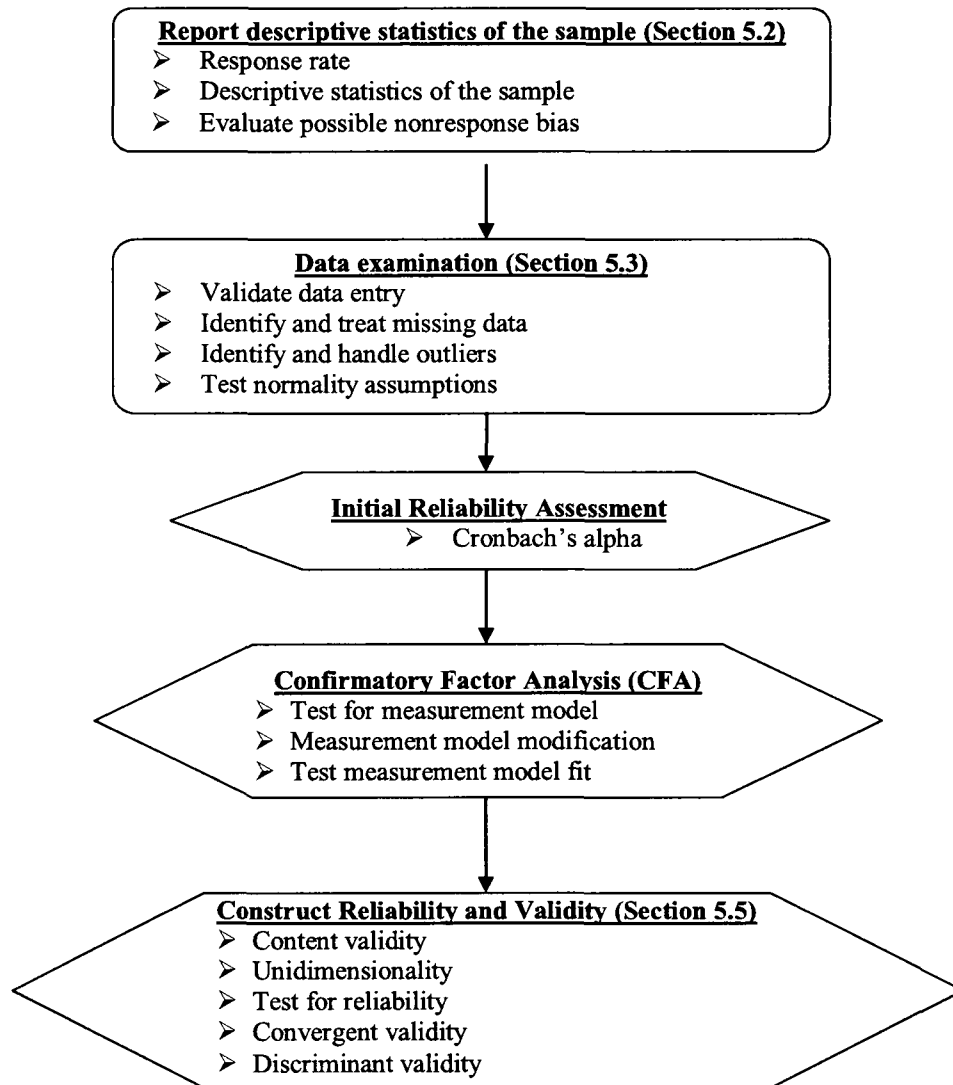 Report descriptive statistics of the sample (Section 5.2)
➢ Response rate
➢ Descriptive statistics of the sample
➢ Evaluate possible nonresponse bias
Data examination (Section 5.3)
➢ Validate data entry
➢ Identify and treat missing data
➢ Identify and handle outliers
➢ Test normality assumptions
Initial Reliability Assessment
➢ Cronbach's alpha
Confirmatory Factor Analysis (CFA)
➢ Test for measurement model
➢ Measurement model modification
➢ Test measurement model fit
Construct Reliability and Validity (Section 5.5)
➢ Content validity
➢ Unidimensionality
➢ Test for reliability
➢ Convergent validity
➢ Discriminant validity